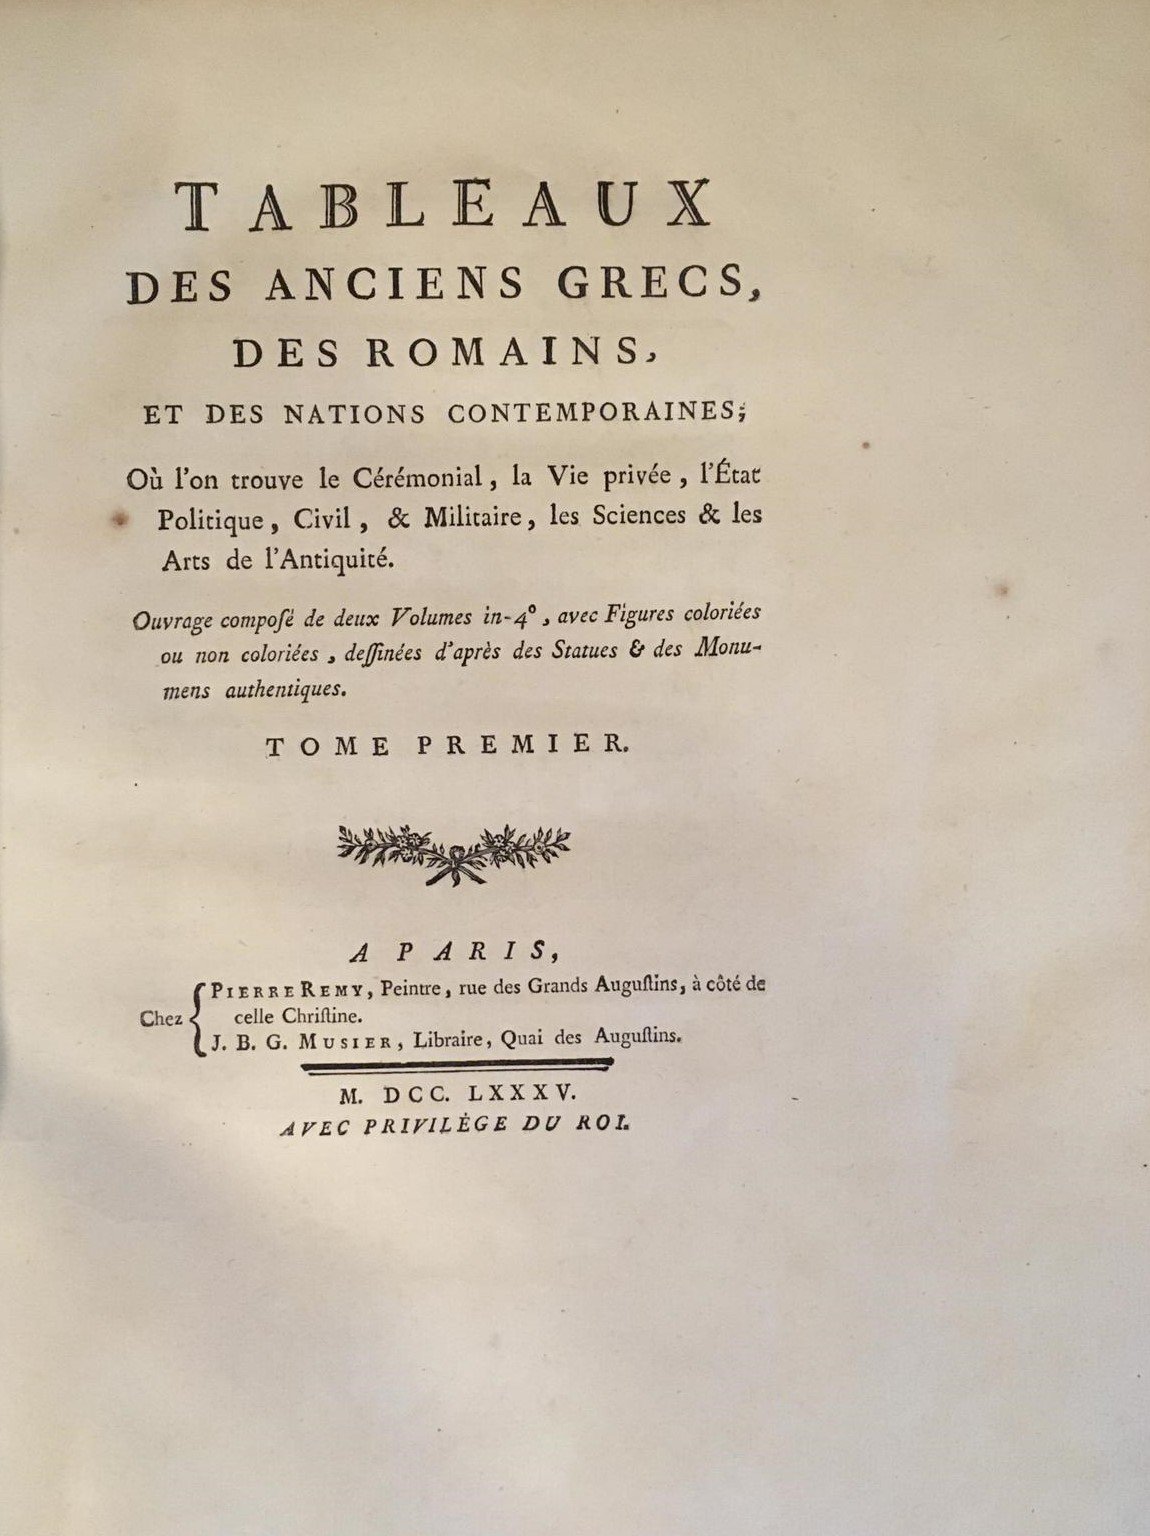 TABLEAUX
DES ANCIENS GRECS,
DES ROMAINS,
ET DES NATIONS CONTEMPORAINES;
Où l'on trouve le Cérémonial, la Vie privée, l'État
Politique, Civil, & Militaire, les Sciences & les
Arts de l'Antiquité.
Ouvrage compoſé de deux Volumes in-4°, avec Figures coloriées
ou non coloriées, deſſinées d'après des Statues & des Monu-
mens authentiques.
TOME PREMIER.
A PARIS,
Chez { PIERRE REMY, Peintre, rue des Grands Auguſtins, à côté de
celle Chriſtine.
J. B. G. MUSIER, Libraire, Quai des Auguſtins.
M. DCC. LXXXV.
AVEC PRIVILÈGE DU ROI.